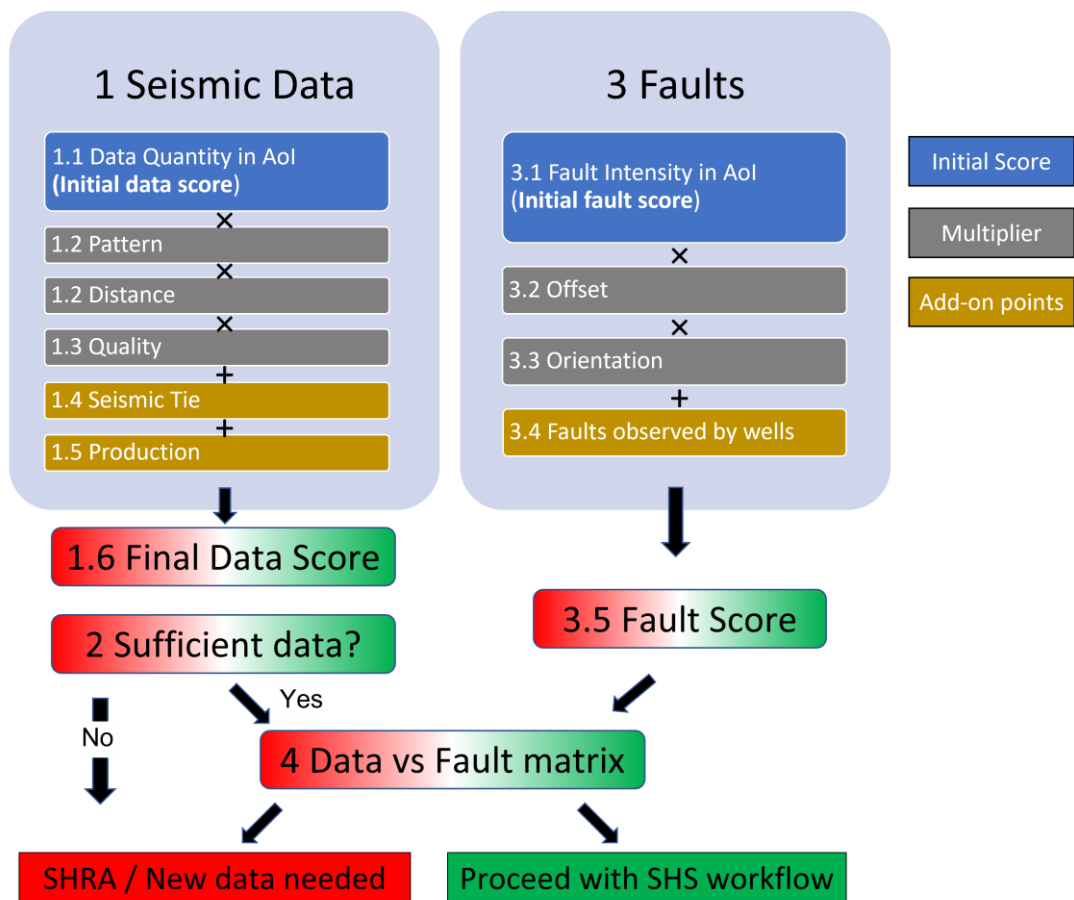 1 Seismic Data
1.1 Data Quantity in AoI
(Initial data score)
×
1.2 Pattern
×
1.2 Distance
×
1.3 Quality
+
1.4 Seismic Tie
+
1.5 Production
3 Faults
3.1 Fault Intensity in AoI
(Initial fault score)
×
3.2 Offset
×
3.3 Orientation
+
3.4 Faults observed by wells
Initial Score
Multiplier
Add-on points
1.6 Final Data Score
2 Sufficient data?
3.5 Fault Score
Yes
No
4 Data vs Fault matrix
SHRA / New data needed
Proceed with SHS workflow